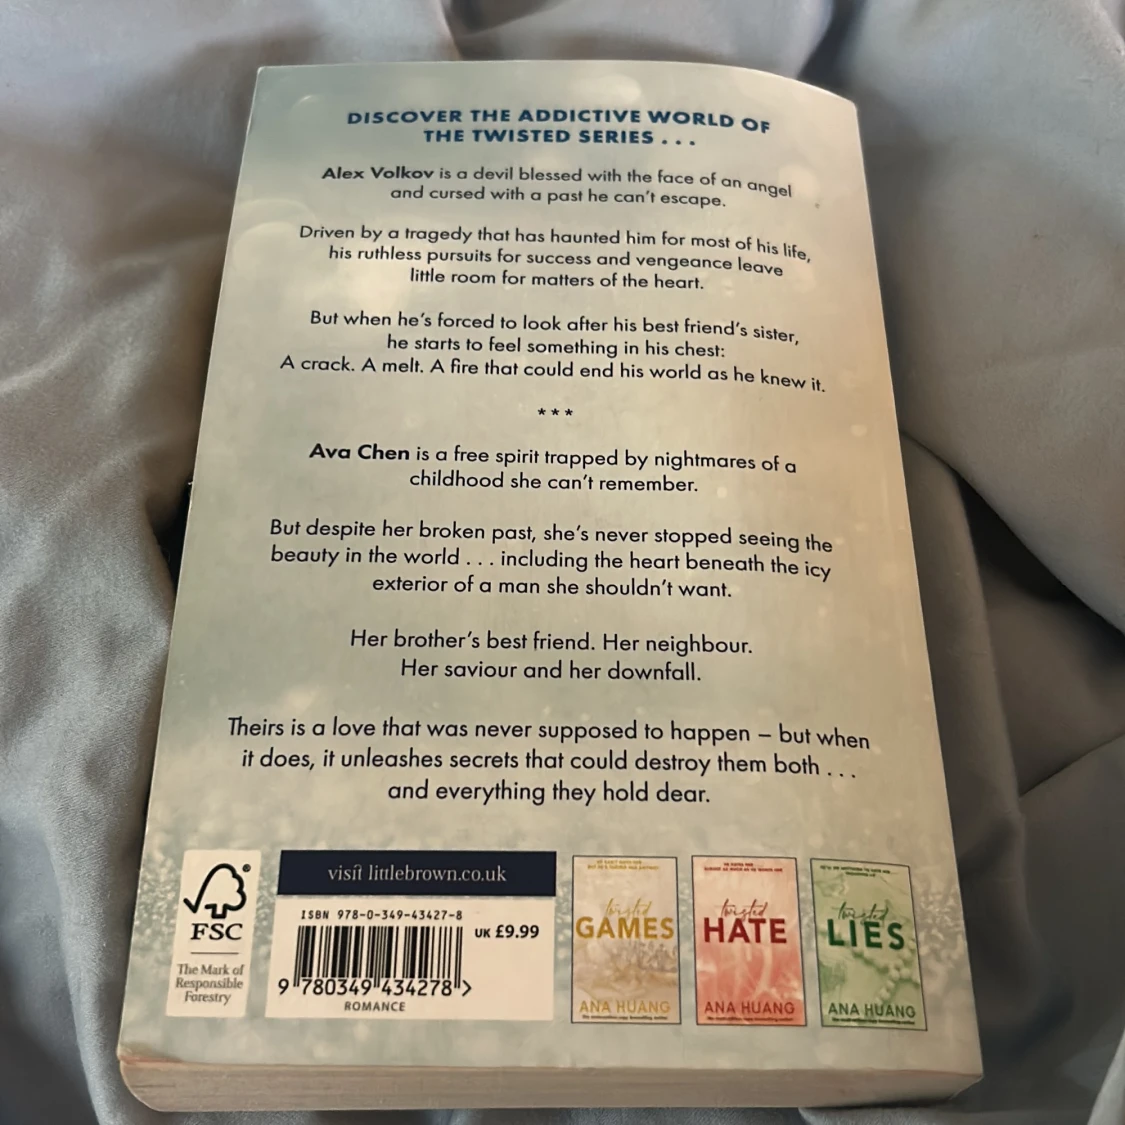 DISCOVER THE ADDICTIVE WORLD OF
THE TWISTED SERIES . . .
Alex Volkov is a devil blessed with the face of an angel
and cursed with a past he can't escape.
Driven by a tragedy that has haunted him for most of his life,
his ruthless pursuits for success and vengeance leave
little room for matters of the heart.
But when he's forced to look after his best friend's sister,
he starts to feel something in his chest:
A crack. A melt. A fire that could end his world as he knew it.
***
Ava Chen is a free spirit trapped by nightmares of a
childhood she can't remember.
But despite her broken past, she's never stopped seeing the
beauty in the world . . . including the heart beneath the icy
exterior of a man she shouldn't want.
Her brother's best friend. Her neighbour.
Her saviour and her downfall.
Theirs is a love that was never supposed to happen – but when
it does, it unleashes secrets that could destroy them both . . .
and everything they hold dear.
®
FSC
The Mark of
Responsible
Forestry
visit littlebrown.co.uk
ISBN 978-0-349-43427-8
UK £9.99
9 780349 434278 >
ROMANCE
twisted
GAMES
ANA HUANG
twisted
HATE
ANA HUANG
twisted
LIES
ANA HUANG